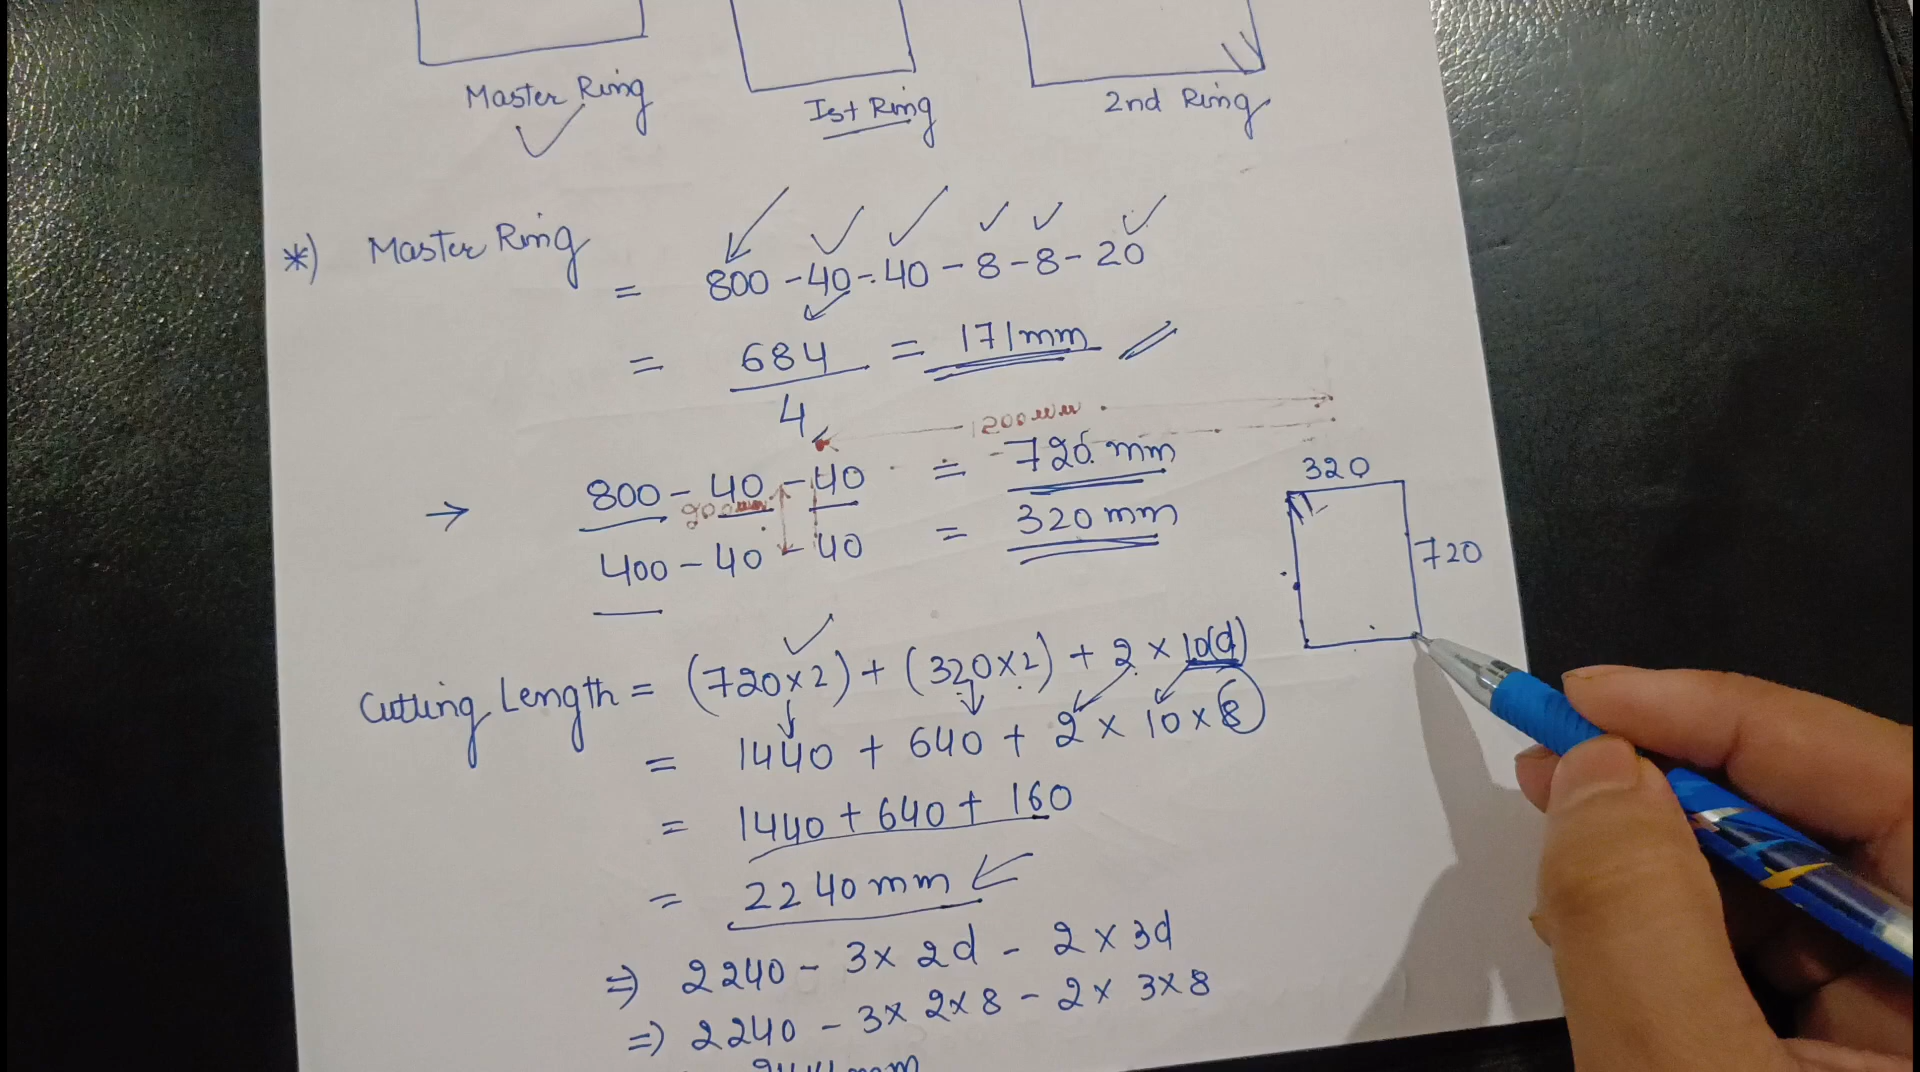 Master Ring
Ist Ring
2nd Ring
*) Master Ring
= 800 - 40 - 40 - 8 - 8 - 20
= 684 / 4 = 171mm
1200mm
→ 800 - 40 - 40 = 720 mm
900mm
400 - 40 - 40 = 320 mm
320
720
Cutting Length = (720×2) + (320×2) + 2 × 10(d)
= 1440 + 640 + 2 × 10 × 8
= 1440 + 640 + 160
= 2240 mm
⇒ 2240 - 3 × 2d - 2 × 3d
⇒ 2240 - 3 × 2 × 8 - 2 × 3 × 8